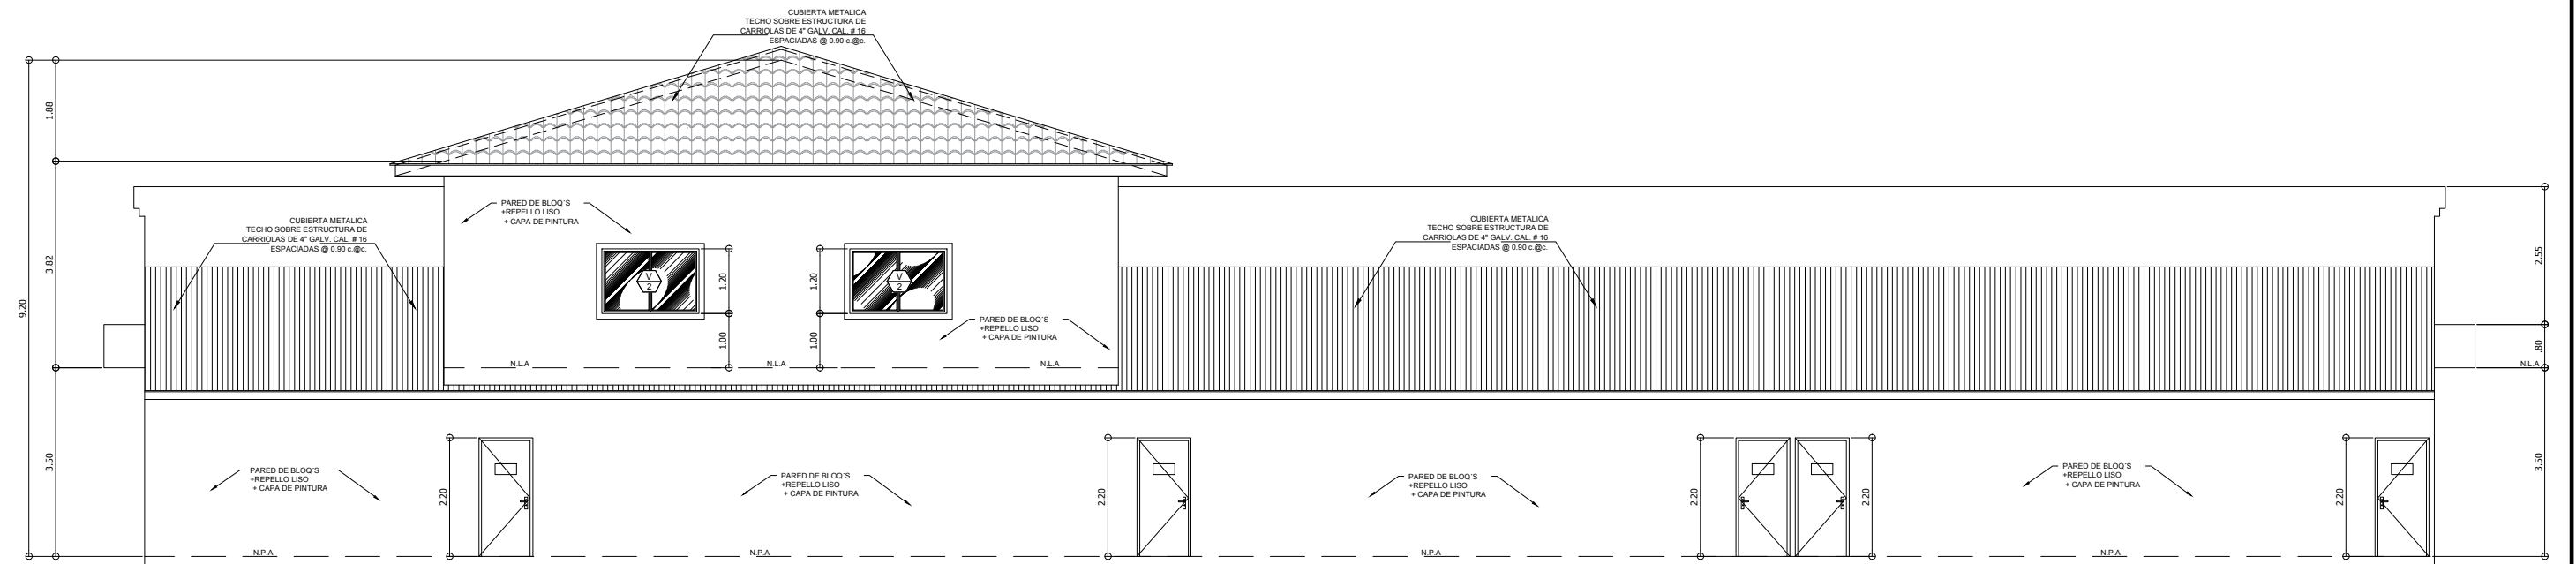 CUBIERTA METALICA
TECHO SOBRE ESTRUCTURA DE
CARRIOLAS DE 4" GALV. CAL. # 16
ESPACIADAS @ 0.90 c.@c.
1.88
3.82
9.20
3.50
CUBIERTA METALICA
TECHO SOBRE ESTRUCTURA DE
CARRIOLAS DE 4" GALV. CAL. # 16
ESPACIADAS @ 0.90 c.@c.
PARED DE BLOQ´S
+REPELLO LISO
+ CAPA DE PINTURA
V
2
1.20
1.00
1.20
1.00
V
2
PARED DE BLOQ´S
+REPELLO LISO
+ CAPA DE PINTURA
N.L.A
N.L.A
N.L.A
CUBIERTA METALICA
TECHO SOBRE ESTRUCTURA DE
CARRIOLAS DE 4" GALV. CAL. # 16
ESPACIADAS @ 0.90 c.@c.
2.55
.80
N.L.A
3.50
PARED DE BLOQ´S
+REPELLO LISO
+ CAPA DE PINTURA
2.20
PARED DE BLOQ´S
+REPELLO LISO
+ CAPA DE PINTURA
2.20
PARED DE BLOQ´S
+REPELLO LISO
+ CAPA DE PINTURA
2.20
2.20
PARED DE BLOQ´S
+REPELLO LISO
+ CAPA DE PINTURA
2.20
N.P.A
N.P.A
N.P.A
N.P.A